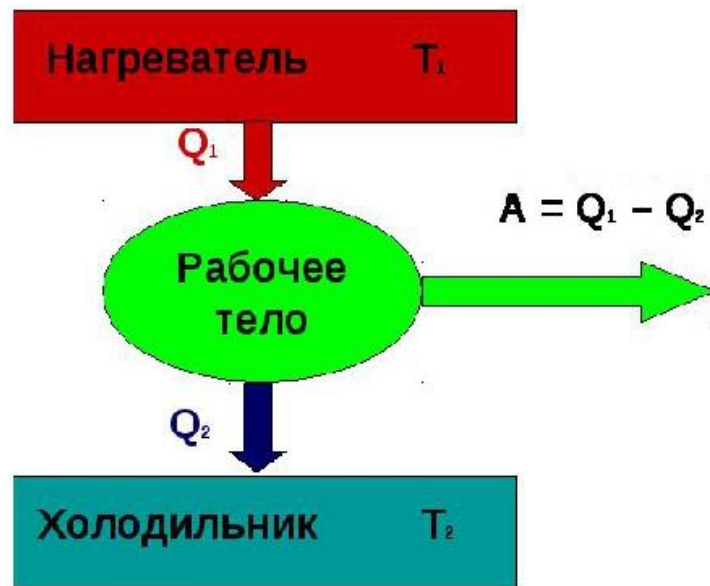 Нагреватель T₁
Q₁
A = Q₁ – Q₂
Рабочее
тело
Q₂
Холодильник T₂